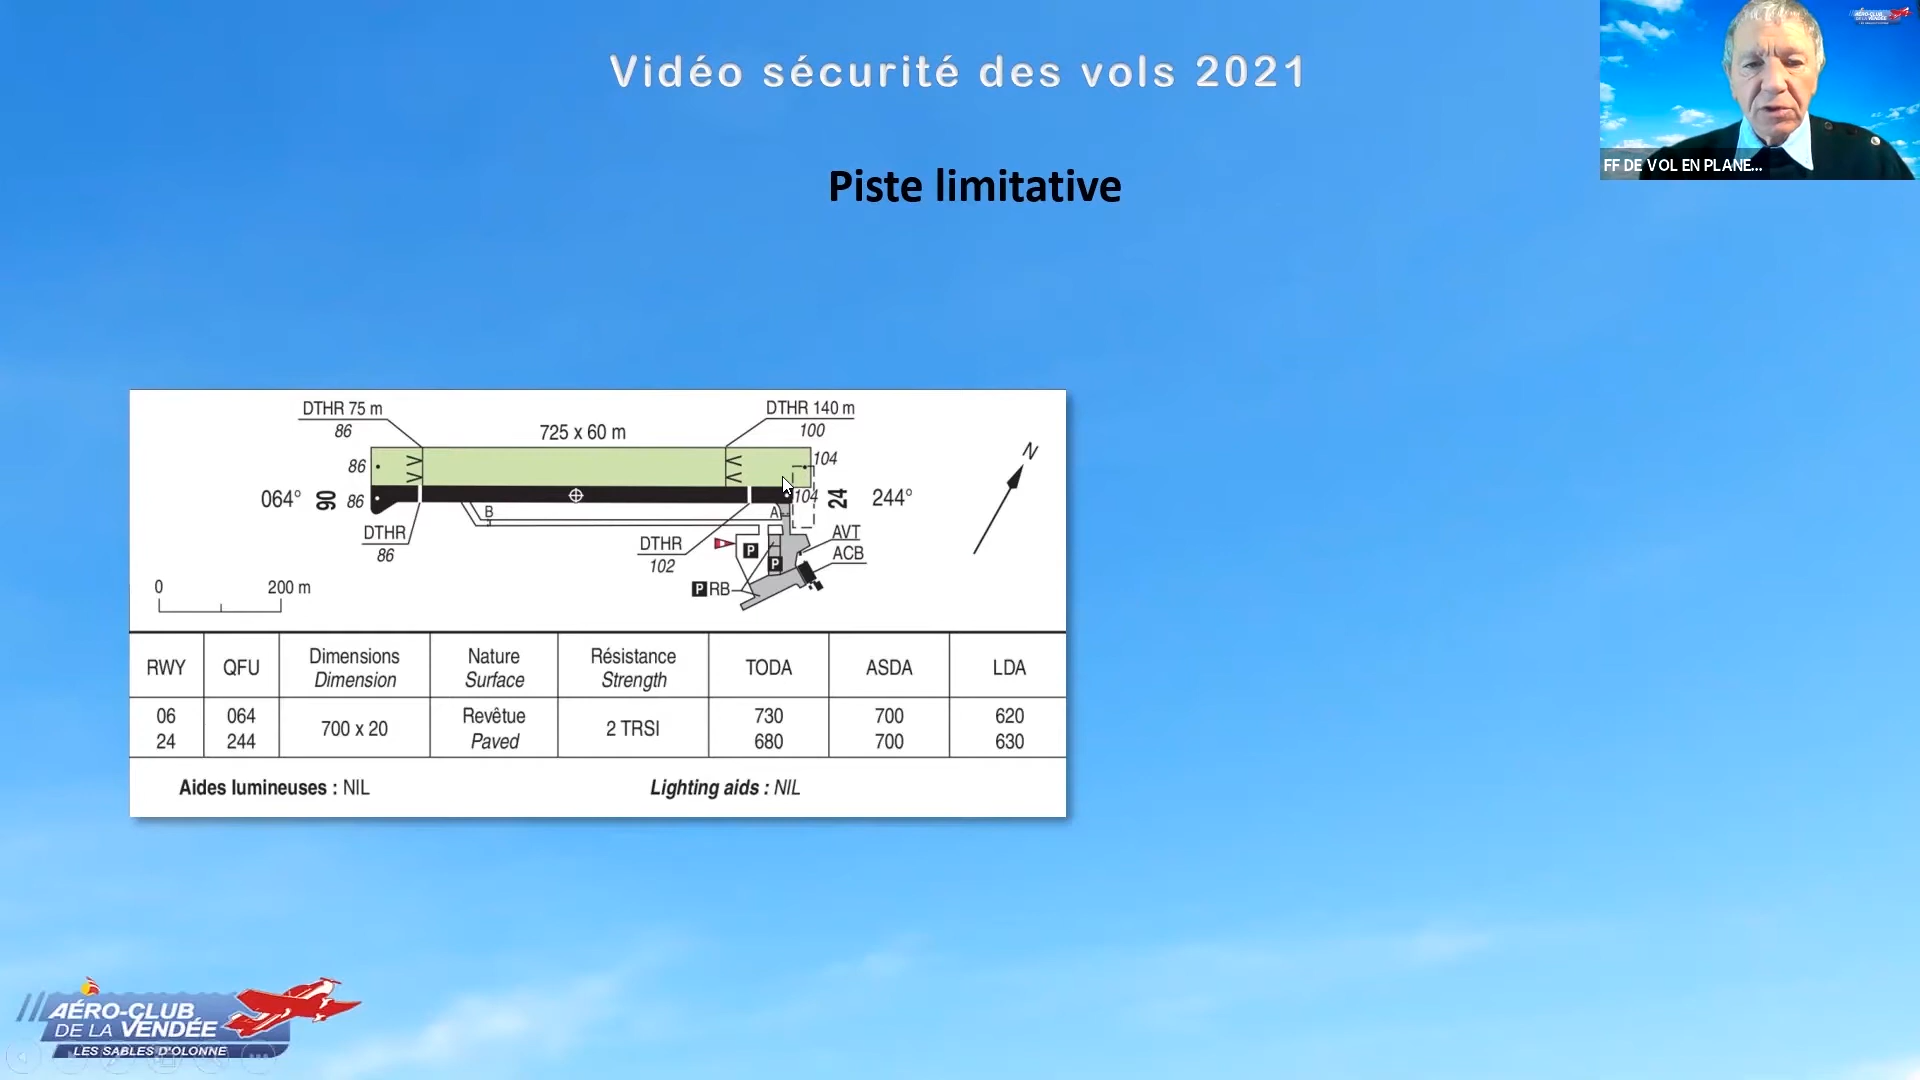 Vidéo sécurité des vols 2021
AÉRO-CLUB
FF DE VOL EN PLANE...
Piste limitative
DTHR 75 m
86
725 x 60 m
DTHR 140 m
100
N
86
104
064°
06
86
104
24
244°
B
A
DTHR
86
DTHR
102
P
P
AVT
ACB
P RB
0
200 m
RWY
QFU
Dimensions
Dimension
Nature
Surface
Résistance
Strength
TODA
ASDA
LDA
06
24
064
244
700 x 20
Revêtue
Paved
2 TRSI
730
680
700
700
620
630
Aides lumineuses : NIL
Lighting aids : NIL
AÉRO-CLUB
DE LA VENDÉE
LES SABLES D'OLONNE